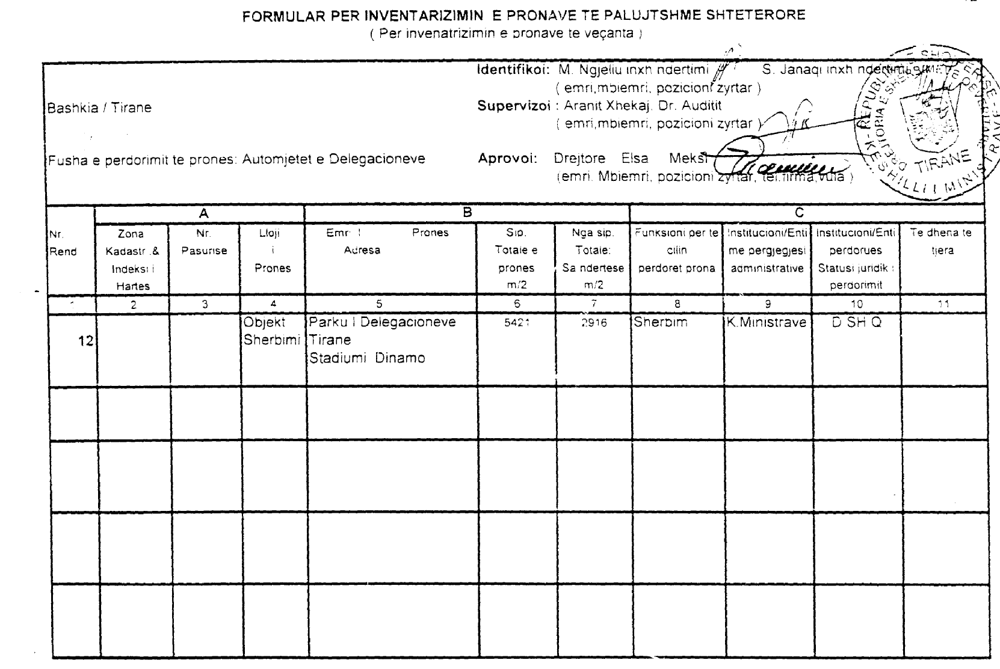 FORMULAR PER INVENTARIZIMIN E PRONAVE TE PALUJTSHME SHTETERORE
( Per invenatrizimin e pronave te veçanta )
Identifikoi: M. Ngjeliu inxh ndertimi S. Janaqi inxh ndertimi
( emri,mbiemri, pozicioni zyrtar )
Bashkia / Tirane
Supervizoi : Aranit Xhekaj. Dr. Auditit
( emri,mbiemri, pozicioni zyrtar )
Fusha e perdorimit te prones: Automjetet e Delegacioneve
Aprovoi: Drejtore Elsa Meksi
(emri. Mbiemri, pozicioni zyrtar, tel.firma,vula )
TIRANE
A B C
Nr. Rend
Zona Kadastr .& Indeksi i Hartes
Nr. Pasurise
Lloji i Prones
Emri I Prones Adresa
Sip. Totale e prones m/2
Nga sip. Totale: Sa ndertese m/2
Funksioni per te cilin perdoret prona
Institucioni/Enti me pergjegjesi administrative
Institucioni/Enti perdorues Statusi juridik i perdorimit
Te dhena te tjera
1 2 3 4 5 6 7 8 9 10 11
12 Objekt Sherbimi
Parku I Delegacioneve
Tirane
Stadiumi Dinamo
5421 2916 Sherbim K.Ministrave D SH Q